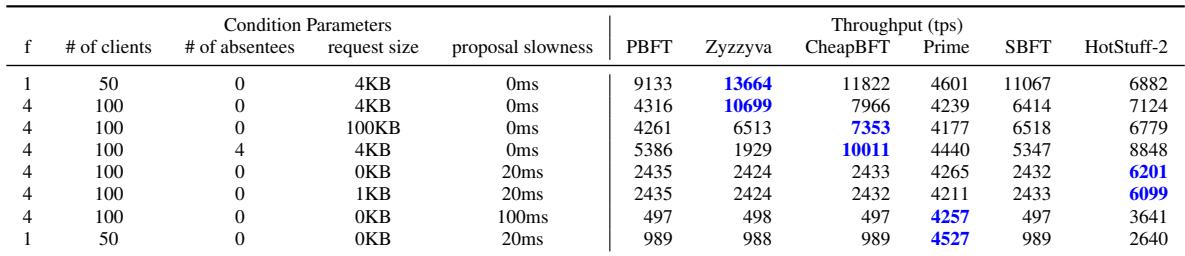 Condition Parameters Throughput (tps)
f # of clients # of absentees request size proposal slowness PBFT Zyzzyva CheapBFT Prime SBFT HotStuff-2
1 50 0 4KB 0ms 9133 13664 11822 4601 11067 6882
4 100 0 4KB 0ms 4316 10699 7966 4239 6414 7124
4 100 0 100KB 0ms 4261 6513 7353 4177 6518 6779
4 100 4 4KB 0ms 5386 1929 10011 4440 5347 8848
4 100 0 0KB 20ms 2435 2424 2433 4265 2432 6201
4 100 0 1KB 20ms 2435 2424 2432 4211 2433 6099
4 100 0 0KB 100ms 497 498 497 4257 497 3641
1 50 0 0KB 20ms 989 988 989 4527 989 2640